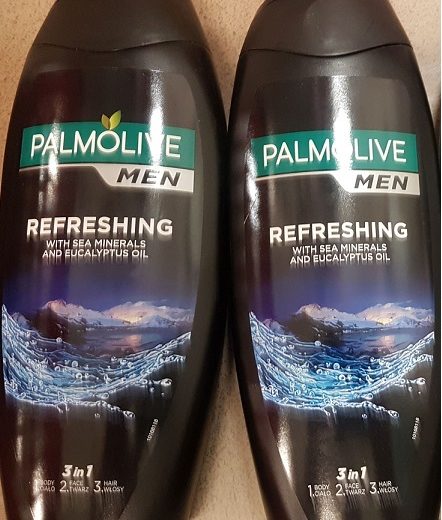 PALMOLIVE
MEN
REFRESHING
WITH SEA MINERALS
AND EUCALYPTUS OIL
3 in 1
1. BODY CIAŁO 2. FACE TWARZ 3. HAIR WŁOSY
PALMOLIVE
MEN
REFRESHING
WITH SEA MINERALS
AND EUCALYPTUS OIL
3 in 1
1. BODY CIAŁO 2. FACE TWARZ 3. HAIR WŁOSY